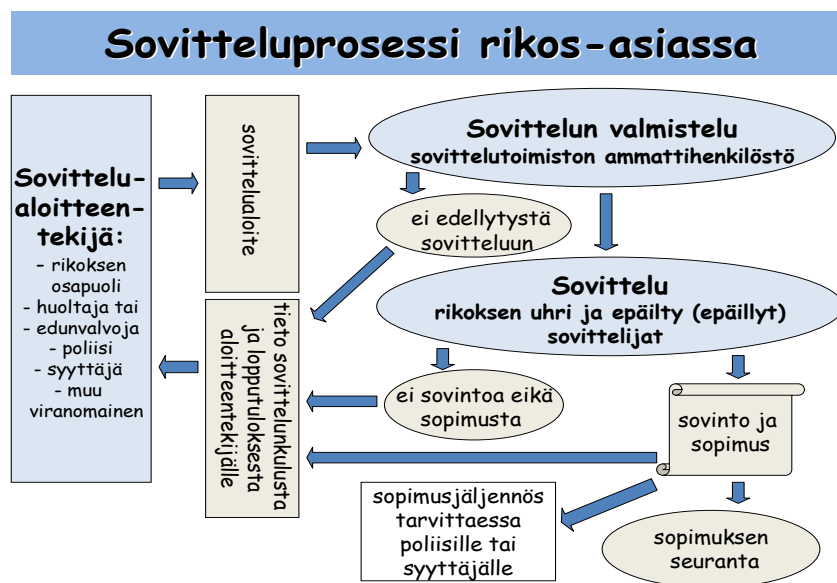 Sovitteluprosessi rikos-asiassa
Sovittelu-
aloitteen-
tekijä:
- rikoksen
osapuoli
- huoltaja tai
- edunvalvoja
- poliisi
- syyttäjä
- muu
viranomainen
sovittelualoite
tieto sovittelunkulusta
ja lopputuloksesta
aloitteentekijälle
Sovittelun valmistelu
sovittelutoimiston ammattihenkilöstö
ei edellytystä
sovitteluun
Sovittelu
rikoksen uhri ja epäilty (epäillyt)
sovittelijat
ei sovintoa eikä
sopimusta
sovinto ja
sopimus
sopimusjäljennös
tarvittaessa
poliisille tai
syyttäjälle
sopimuksen
seuranta